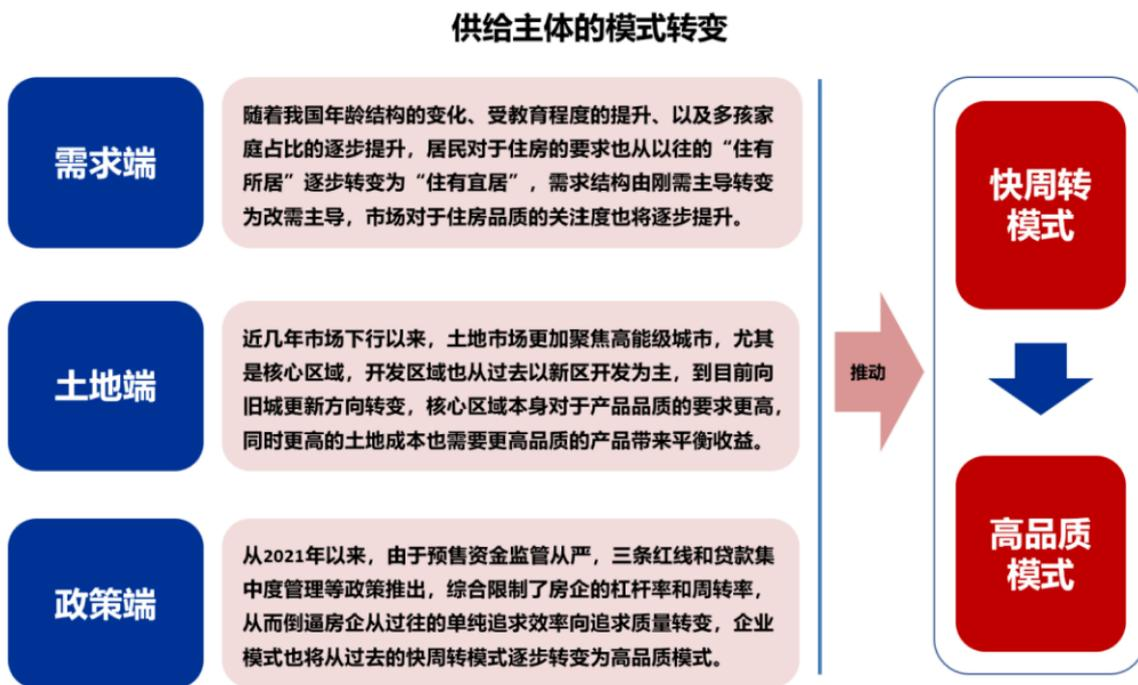 供给主体的模式转变
需求端
随着我国年龄结构的变化、受教育程度的提升、以及多孩家
庭占比的逐步提升，居民对于住房的要求也从以往的“住有
所居”逐步转变为“住有宜居”，需求结构由刚需主导转变
为改需主导，市场对于住房品质的关注度也将逐步提升。
土地端
近几年市场下行以来，土地市场更加聚焦高能级城市，尤其
是核心区域，开发区域也从过去以新区开发为主，到目前向
旧城更新方向转变，核心区域本身对于产品品质的要求更高，
同时更高的土地成本也需要更高品质的产品带来平衡收益。
政策端
从2021年以来，由于预售资金监管从严，三条红线和贷款集
中度管理等政策推出，综合限制了房企的杠杆率和周转率，
从而倒逼房企从过往的单纯追求效率向追求质量转变，企业
模式也将从过去的快周转模式逐步转变为高品质模式。
推动
快周转
模式
高品质
模式